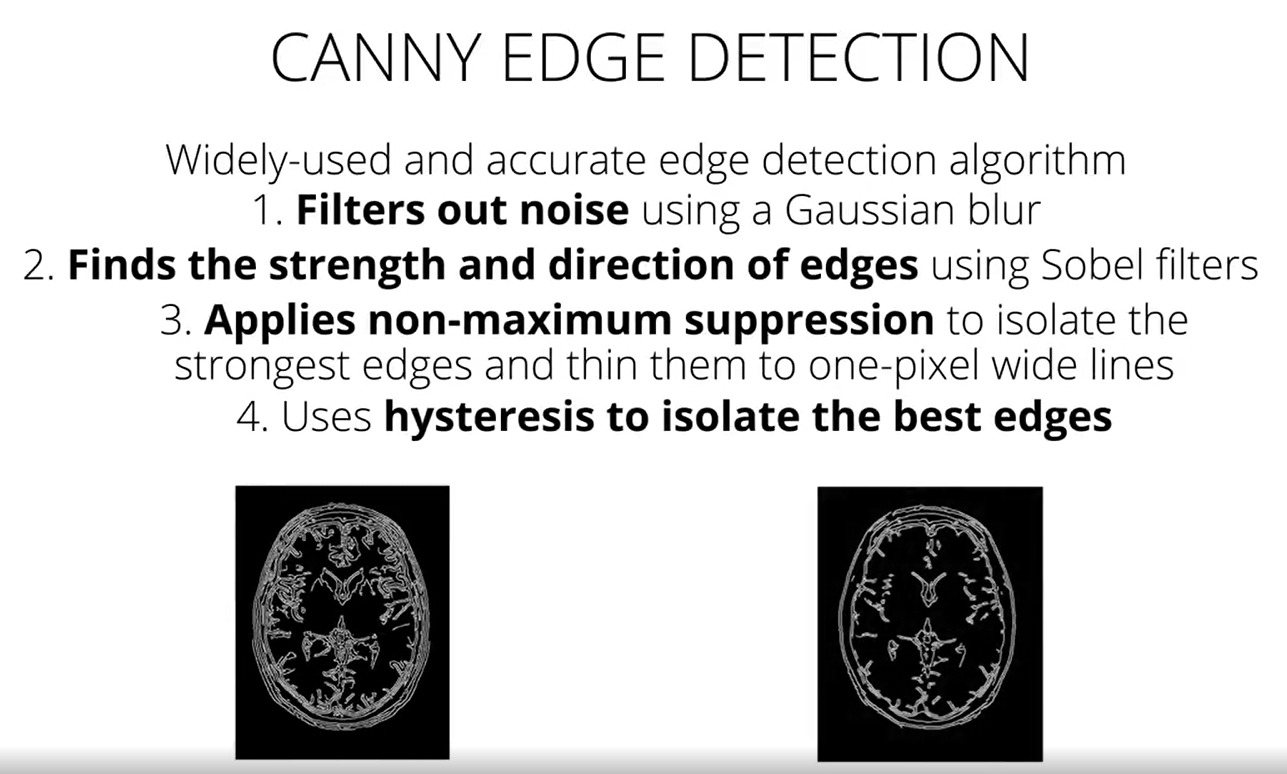 CANNY EDGE DETECTION
Widely-used and accurate edge detection algorithm
1. Filters out noise using a Gaussian blur
2. Finds the strength and direction of edges using Sobel filters
3. Applies non-maximum suppression to isolate the
strongest edges and thin them to one-pixel wide lines
4. Uses hysteresis to isolate the best edges